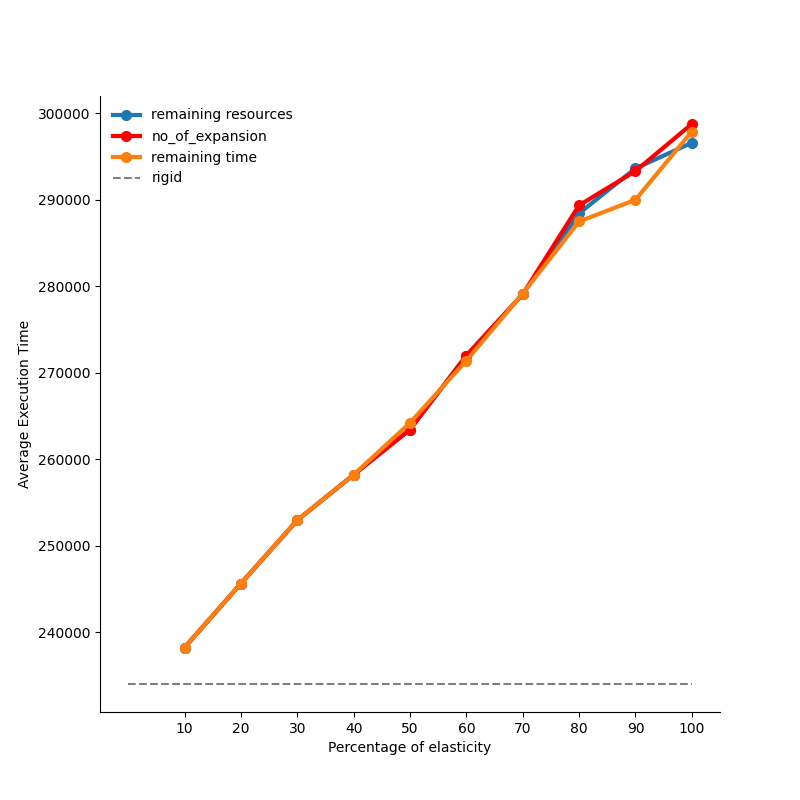 300000
290000
280000
270000
260000
250000
240000
Average Execution Time
remaining resources
no_of_expansion
remaining time
rigid
10 20 30 40 50 60 70 80 90 100
Percentage of elasticity